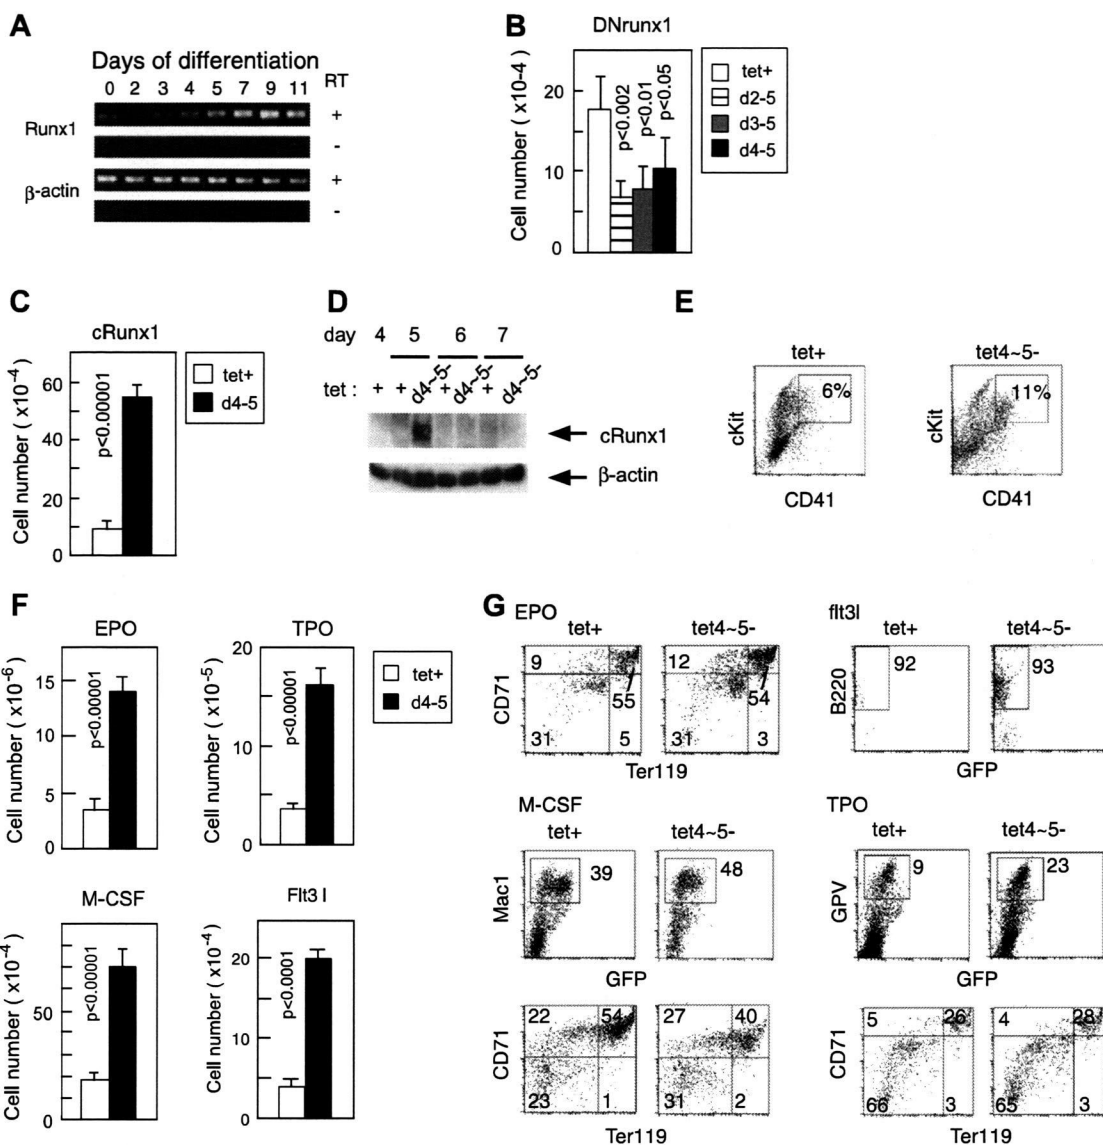 A
Days of differentiation
0 2 3 4 5 7 9 11 RT
Runx1
+
-
β-actin
+
-
B
DNrunx1
Cell number ( x10-4 )
20
10
0
p<0.002
p<0.01
p<0.05
tet+
d2-5
d3-5
d4-5
C
cRunx1
Cell number ( x10⁻⁴ )
60
40
20
0
p<0.00001
tet+
d4-5
D
day 4 5 6 7
tet : + + d4~5- + d4~5- + d4~5-
cRunx1
β-actin
E
tet+
cKit
6%
CD41
tet4~5-
cKit
11%
CD41
F
EPO
Cell number ( x10⁻⁶ )
15
10
5
0
p<0.00001
TPO
Cell number ( x10⁻⁵ )
20
10
0
p<0.00001
tet+
d4-5
M-CSF
Cell number ( x10⁻⁴ )
50
0
p<0.00001
Flt3 l
Cell number ( x10⁻⁴ )
20
10
0
p<0.0001
G
EPO
tet+ tet4~5-
CD71
9
55
31 5
12
54
31 3
Ter119
flt3l
tet+ tet4~5-
B220
92
93
GFP
M-CSF
tet+ tet4~5-
Mac1
39
48
GFP
CD71
22 54
23 1
27 40
31 2
Ter119
TPO
tet+ tet4~5-
GPV
9
23
GFP
CD71
5 26
66 3
4 28
65 3
Ter119